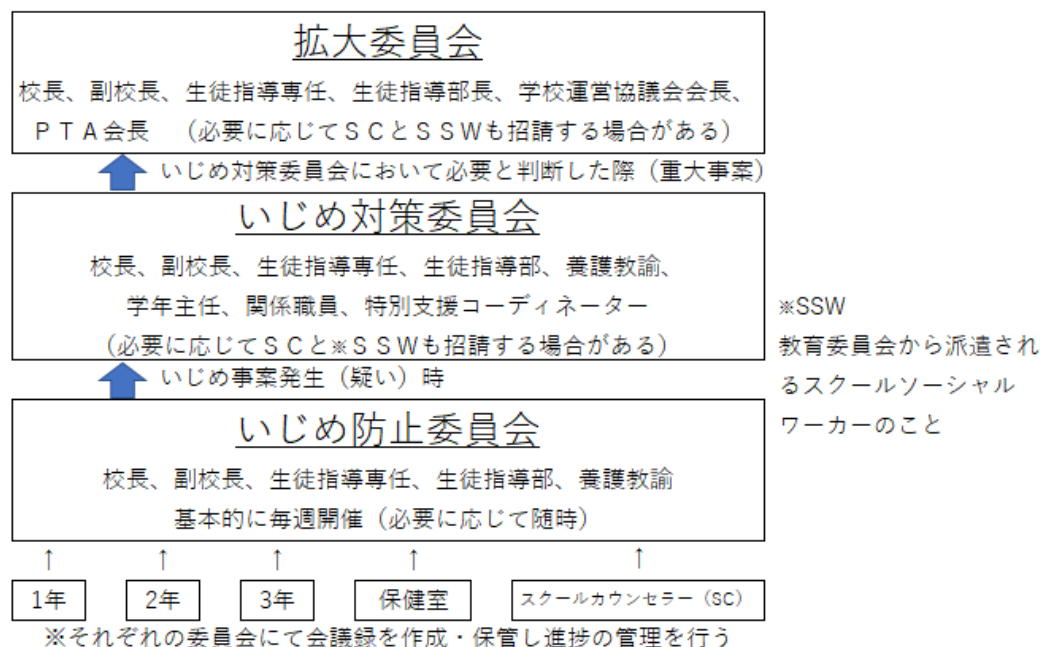 拡大委員会
校長、副校長、生徒指導専任、生徒指導部長、学校運営協議会会長、
ＰＴＡ会長　（必要に応じてＳＣとＳＳＷも招請する場合がある）
いじめ対策委員会において必要と判断した際（重大事案）
いじめ対策委員会
校長、副校長、生徒指導専任、生徒指導部、養護教諭、
学年主任、関係職員、特別支援コーディネーター
（必要に応じてＳＣと※ＳＳＷも招請する場合がある）
※SSW
教育委員会から派遣され
るスクールソーシャル
ワーカーのこと
いじめ事案発生（疑い）時
いじめ防止委員会
校長、副校長、生徒指導専任、生徒指導部、養護教諭
基本的に毎週開催（必要に応じて随時）
↑ ↑ ↑ ↑ ↑
1年 2年 3年 保健室 スクールカウンセラー（SC）
※それぞれの委員会にて会議録を作成・保管し進捗の管理を行う